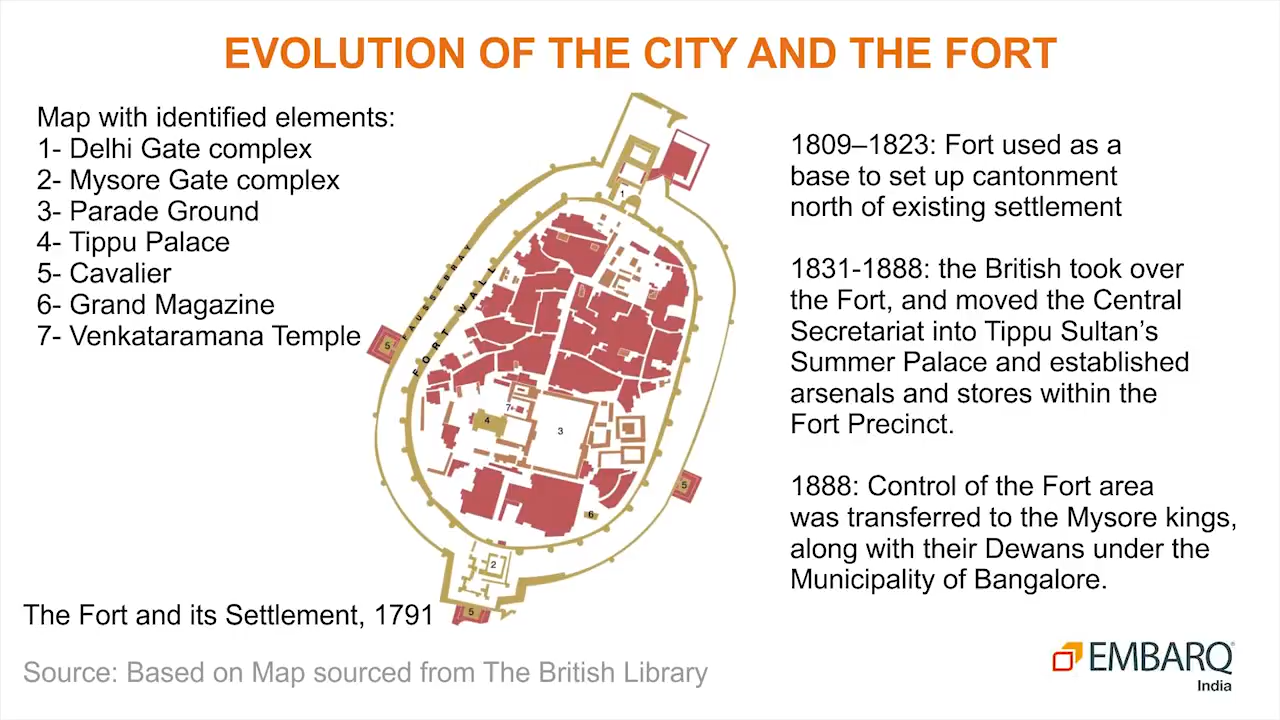 EVOLUTION OF THE CITY AND THE FORT
Map with identified elements:
1- Delhi Gate complex
2- Mysore Gate complex
3- Parade Ground
4- Tippu Palace
5- Cavalier
6- Grand Magazine
7- Venkataramana Temple
1
FAUSSEBRAY
FORT WALL
5
7
4
3
5
6
2
5
The Fort and its Settlement, 1791
Source: Based on Map sourced from The British Library
1809–1823: Fort used as a
base to set up cantonment
north of existing settlement
1831-1888: the British took over
the Fort, and moved the Central
Secretariat into Tippu Sultan’s
Summer Palace and established
arsenals and stores within the
Fort Precinct.
1888: Control of the Fort area
was transferred to the Mysore kings,
along with their Dewans under the
Municipality of Bangalore.
EMBARQ®
India